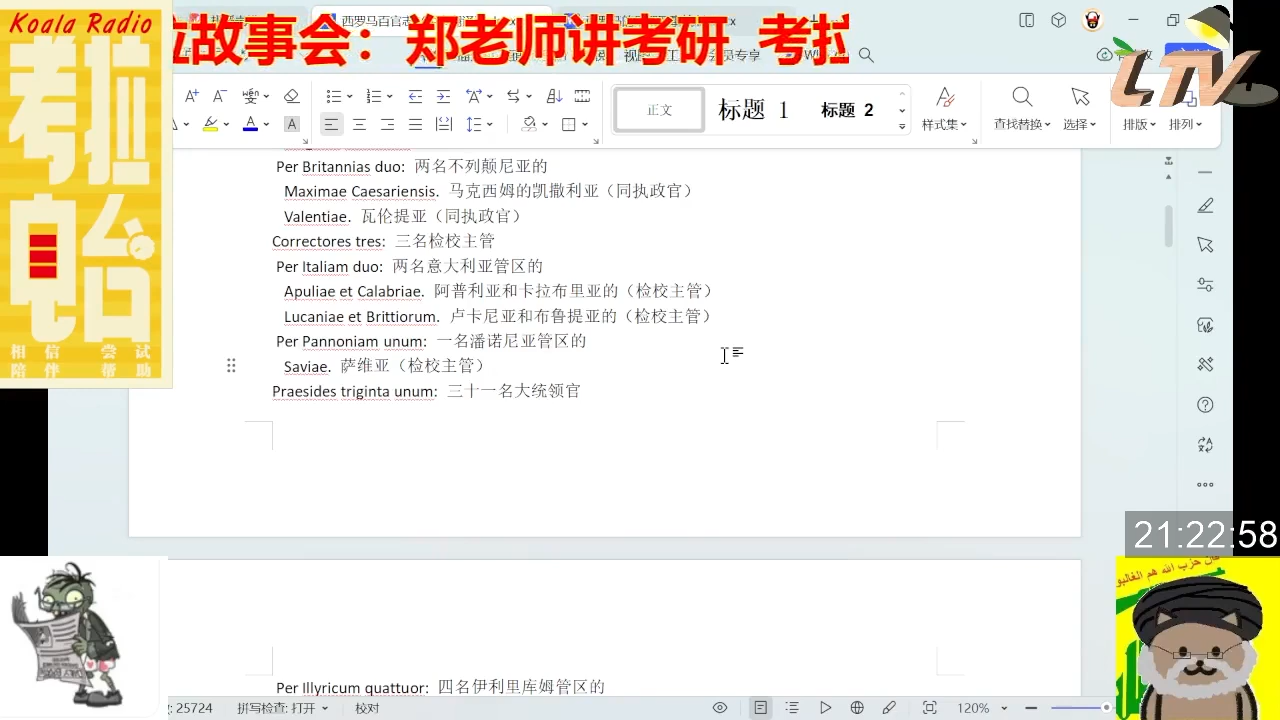 Koala Radio
考拉
电台
相信 尝试
陪伴 帮助
位故事会：郑老师讲考研 考拉
西罗马百官志
LTV
正文
标题 1
标题 2
样式集
查找替换
选择
排版
排列
Per Britannias duo: 两名不列颠尼亚的
Maximae Caesariensis. 马克西姆的凯撒利亚（同执政官）
Valentiae. 瓦伦提亚（同执政官）
Correctores tres: 三名检校主管
Per Italiam duo: 两名意大利亚管区的
Apuliae et Calabriae. 阿普利亚和卡拉布里亚的（检校主管）
Lucaniae et Brittiorum. 卢卡尼亚和布鲁提亚的（检校主管）
Per Pannoniam unum: 一名潘诺尼亚管区的
Saviae. 萨维亚（检校主管）
Praesides triginta unum: 三十一名大统领官
21:22:58
Per Illyricum quattuor: 四名伊利里库姆管区的
: 25724
拼写检查: 打开
校对
120%